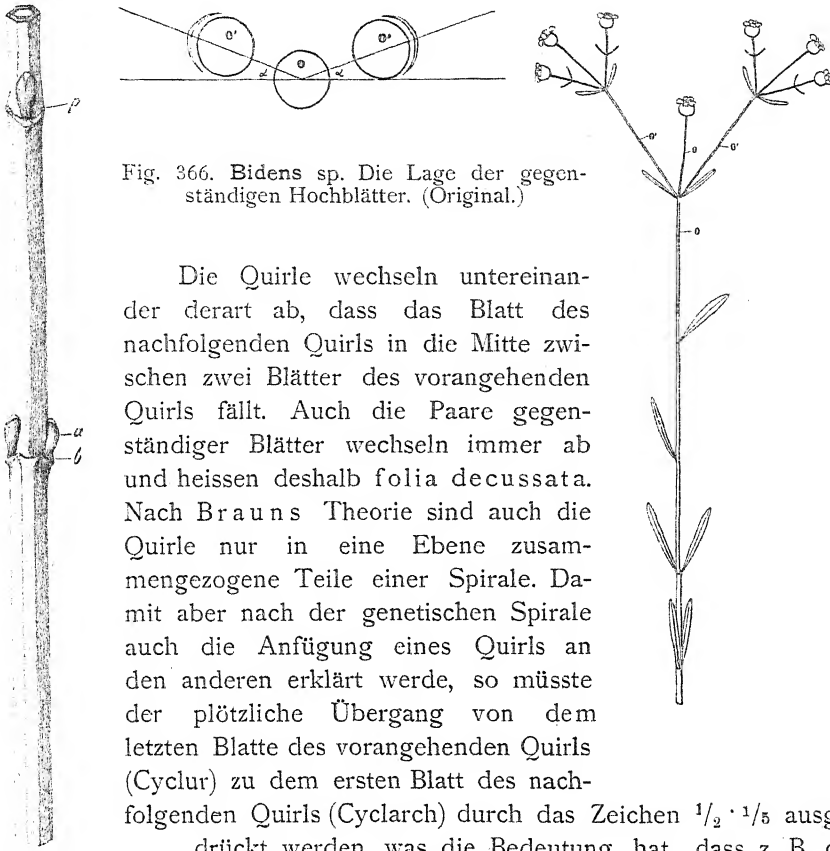 Fig. 366. Bidens sp. Die Lage der gegen-
ständigen Hochblätter. (Original.)
Die Quirle wechseln untereinan-
der derart ab, dass das Blatt des
nachfolgenden Quirls in die Mitte zwi-
schen zwei Blätter des vorangehenden
Quirls fällt. Auch die Paare gegen-
ständiger Blätter wechseln immer ab
und heissen deshalb folia decussata.
Nach Brauns Theorie sind auch die
Quirle nur in eine Ebene zusam-
mengezogene Teile einer Spirale. Da-
mit aber nach der genetischen Spirale
auch die Anfügung eines Quirls an
den anderen erklärt werde, so müsste
der plötzliche Übergang von dem
letzten Blatte des vorangehenden Quirls
(Cyclur) zu dem ersten Blatt des nach-
folgenden Quirls (Cyclarch) durch das Zeichen 1/2 · 1/5 ausg
drückt werden, was die Bedeutung hat, dass z. B.
p
a
b
o'
o
o'
α
α
o'
o
o'
o